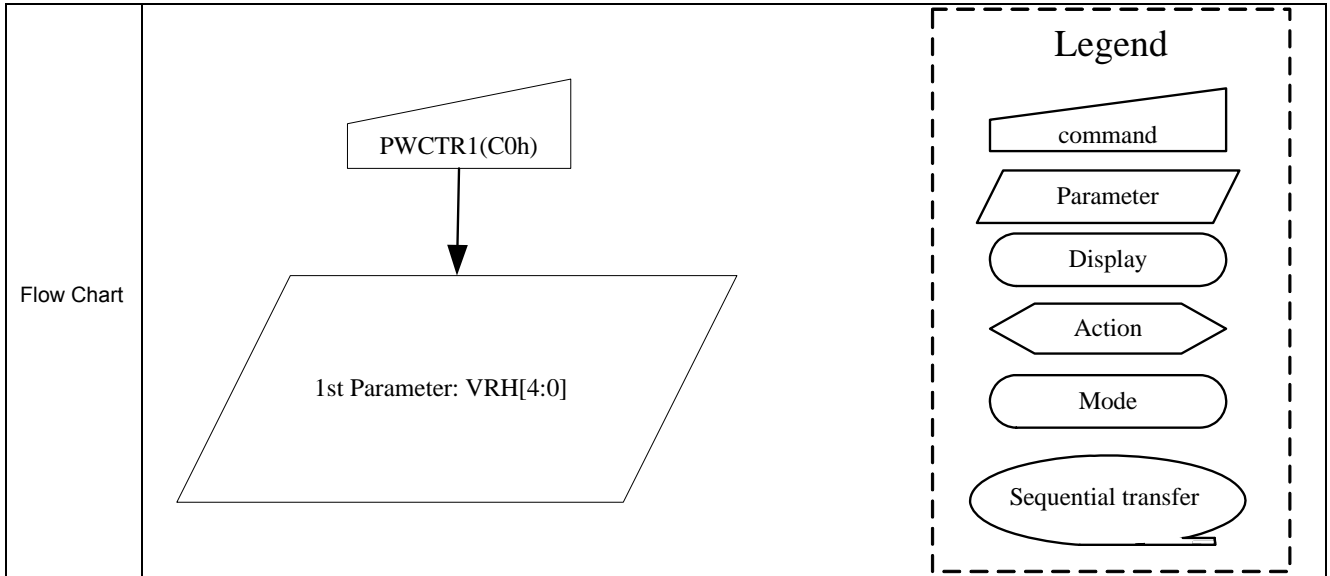 Flow Chart
PWCTR1(C0h)
1st Parameter: VRH[4:0]
Legend
command
Parameter
Display
Action
Mode
Sequential transfer